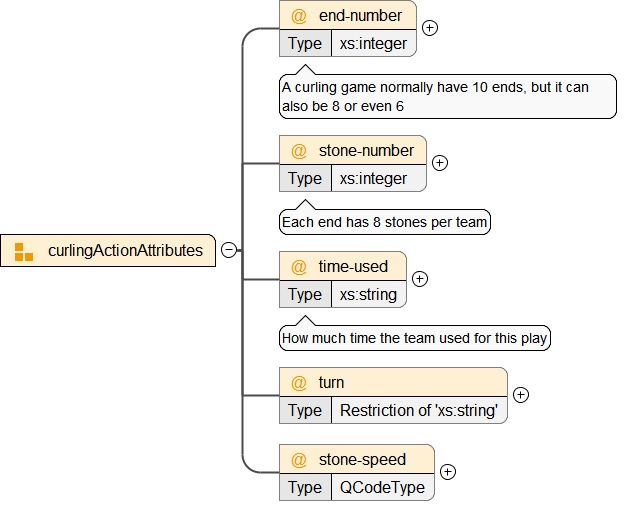 @ end-number
Type xs:integer
A curling game normally have 10 ends, but it can
also be 8 or even 6
@ stone-number
Type xs:integer
Each end has 8 stones per team
curlingActionAttributes
@ time-used
Type xs:string
How much time the team used for this play
@ turn
Type Restriction of 'xs:string'
@ stone-speed
Type QCodeType